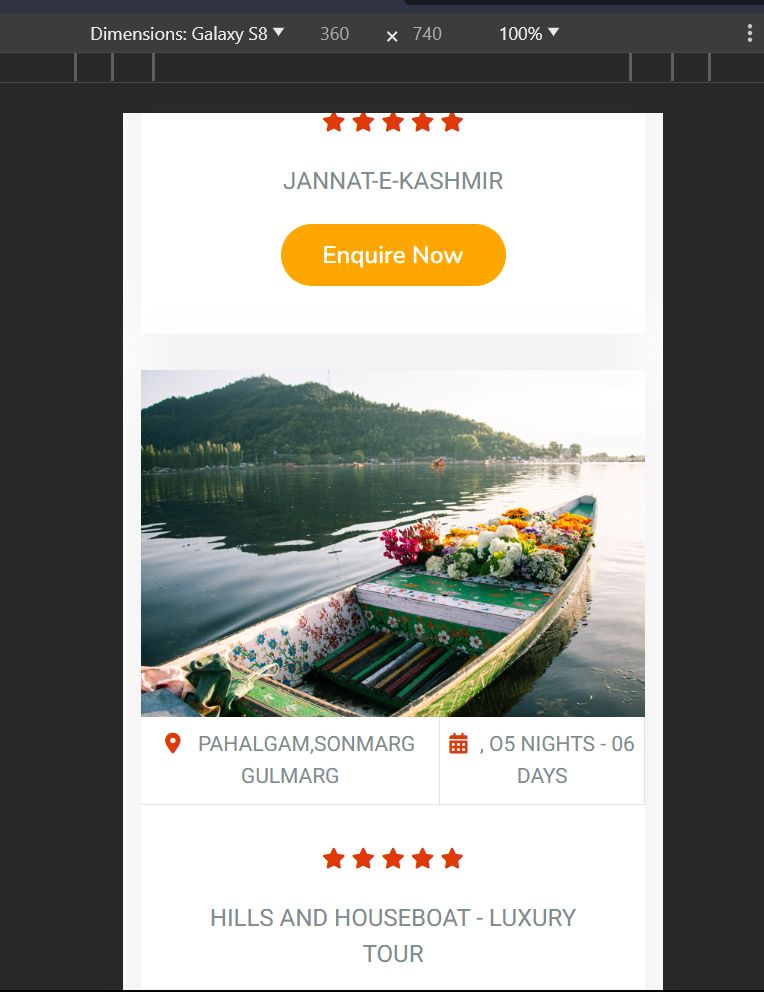 Dimensions: Galaxy S8 360 × 740 100%
JANNAT-E-KASHMIR
Enquire Now
PAHALGAM,SONMARG
GULMARG
, O5 NIGHTS - 06
DAYS
HILLS AND HOUSEBOAT - LUXURY
TOUR